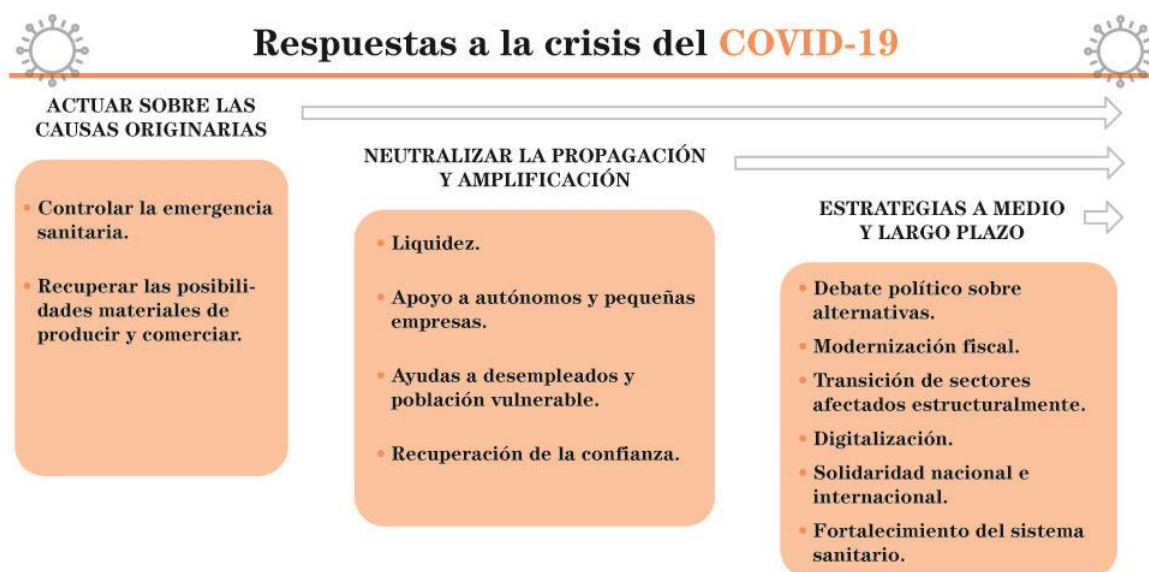 Respuestas a la crisis del COVID-19
ACTUAR SOBRE LAS
CAUSAS ORIGINARIAS
• Controlar la emergencia
sanitaria.
• Recuperar las posibili-
dades materiales de
producir y comerciar.
NEUTRALIZAR LA PROPAGACIÓN
Y AMPLIFICACIÓN
• Liquidez.
• Apoyo a autónomos y pequeñas
empresas.
• Ayudas a desempleados y
población vulnerable.
• Recuperación de la confianza.
ESTRATEGIAS A MEDIO
Y LARGO PLAZO
• Debate político sobre
alternativas.
• Modernización fiscal.
• Transición de sectores
afectados estructuralmente.
• Digitalización.
• Solidaridad nacional e
internacional.
• Fortalecimiento del sistema
sanitario.